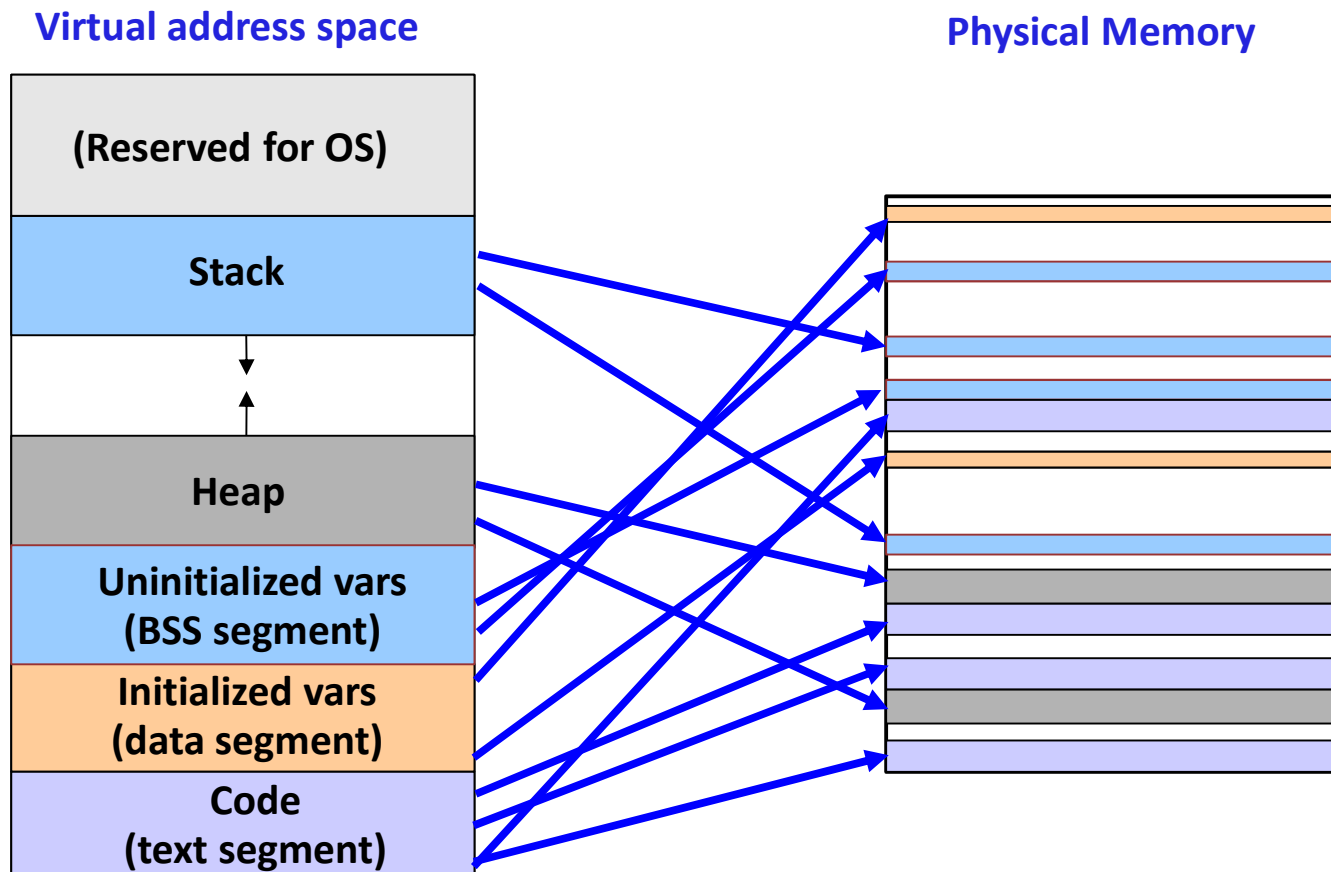 Virtual address space
Physical Memory
(Reserved for OS)
Stack
Heap
Uninitialized vars
(BSS segment)
Initialized vars
(data segment)
Code
(text segment)